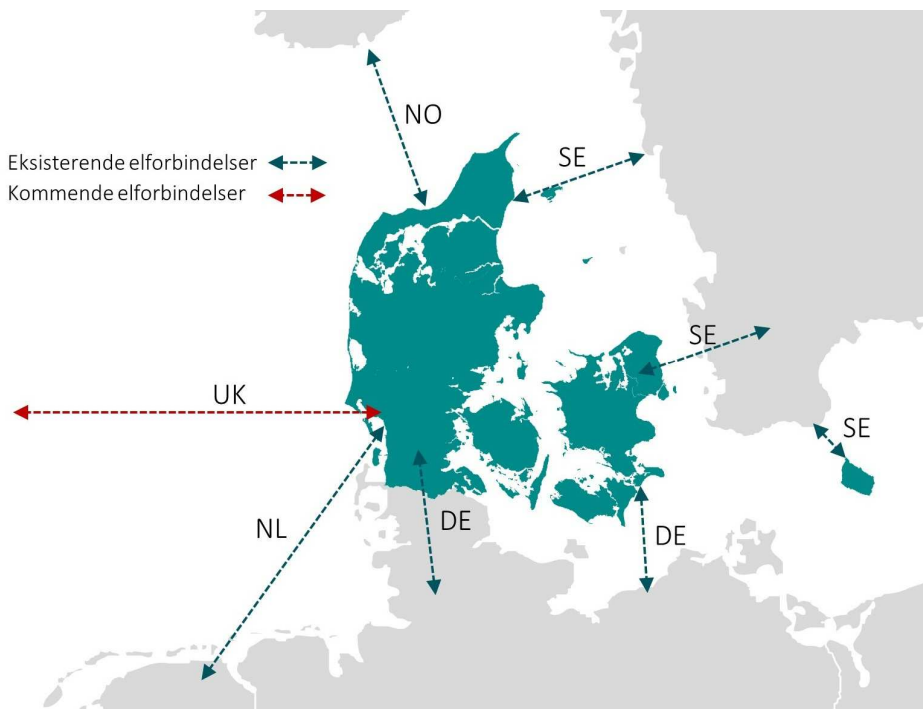 NO
SE
Eksisterende elforbindelser
Kommende elforbindelser
SE
UK
SE
NL
DE
DE